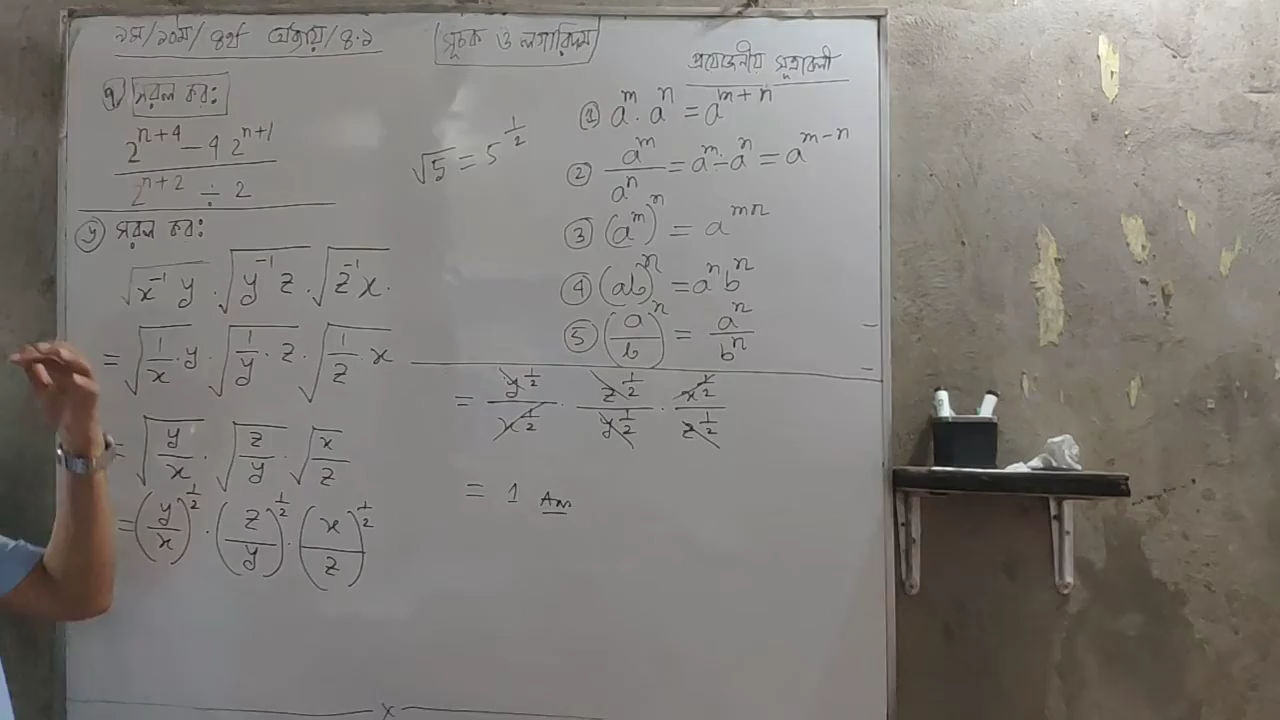 ৯ম/১০ম/৪র্থ অধ্যায়/৪.১
সূচক ও লগারিদম
প্রয়োজনীয় সূত্রাবলী
৭) সরল কর:
2^{n+4} - 4 2^{n+1} / 2^{n+2} ÷ 2
√5 = 5^{1/2}
① a^m . a^n = a^{m+n}
② a^m / a^n = a^m ÷ a^n = a^{m-n}
③ (a^m)^n = a^{mn}
④ (ab)^n = a^n b^n
⑤ (a/b)^n = a^n / b^n
সরল কর:
√(x^{-1} y) . √(y^{-1} z) . √(z^{-1} x).
= √(1/x . y) √(1/y . z) √(1/z . x)
= √(y/x) . √(z/y) . √(x/z)
= (y/x)^{1/2} . (z/y)^{1/2} . (x/z)^{1/2}
= y^{1/2}/x^{1/2} . z^{1/2}/y^{1/2} . x^{1/2}/z^{1/2}
= 1 Ans
x